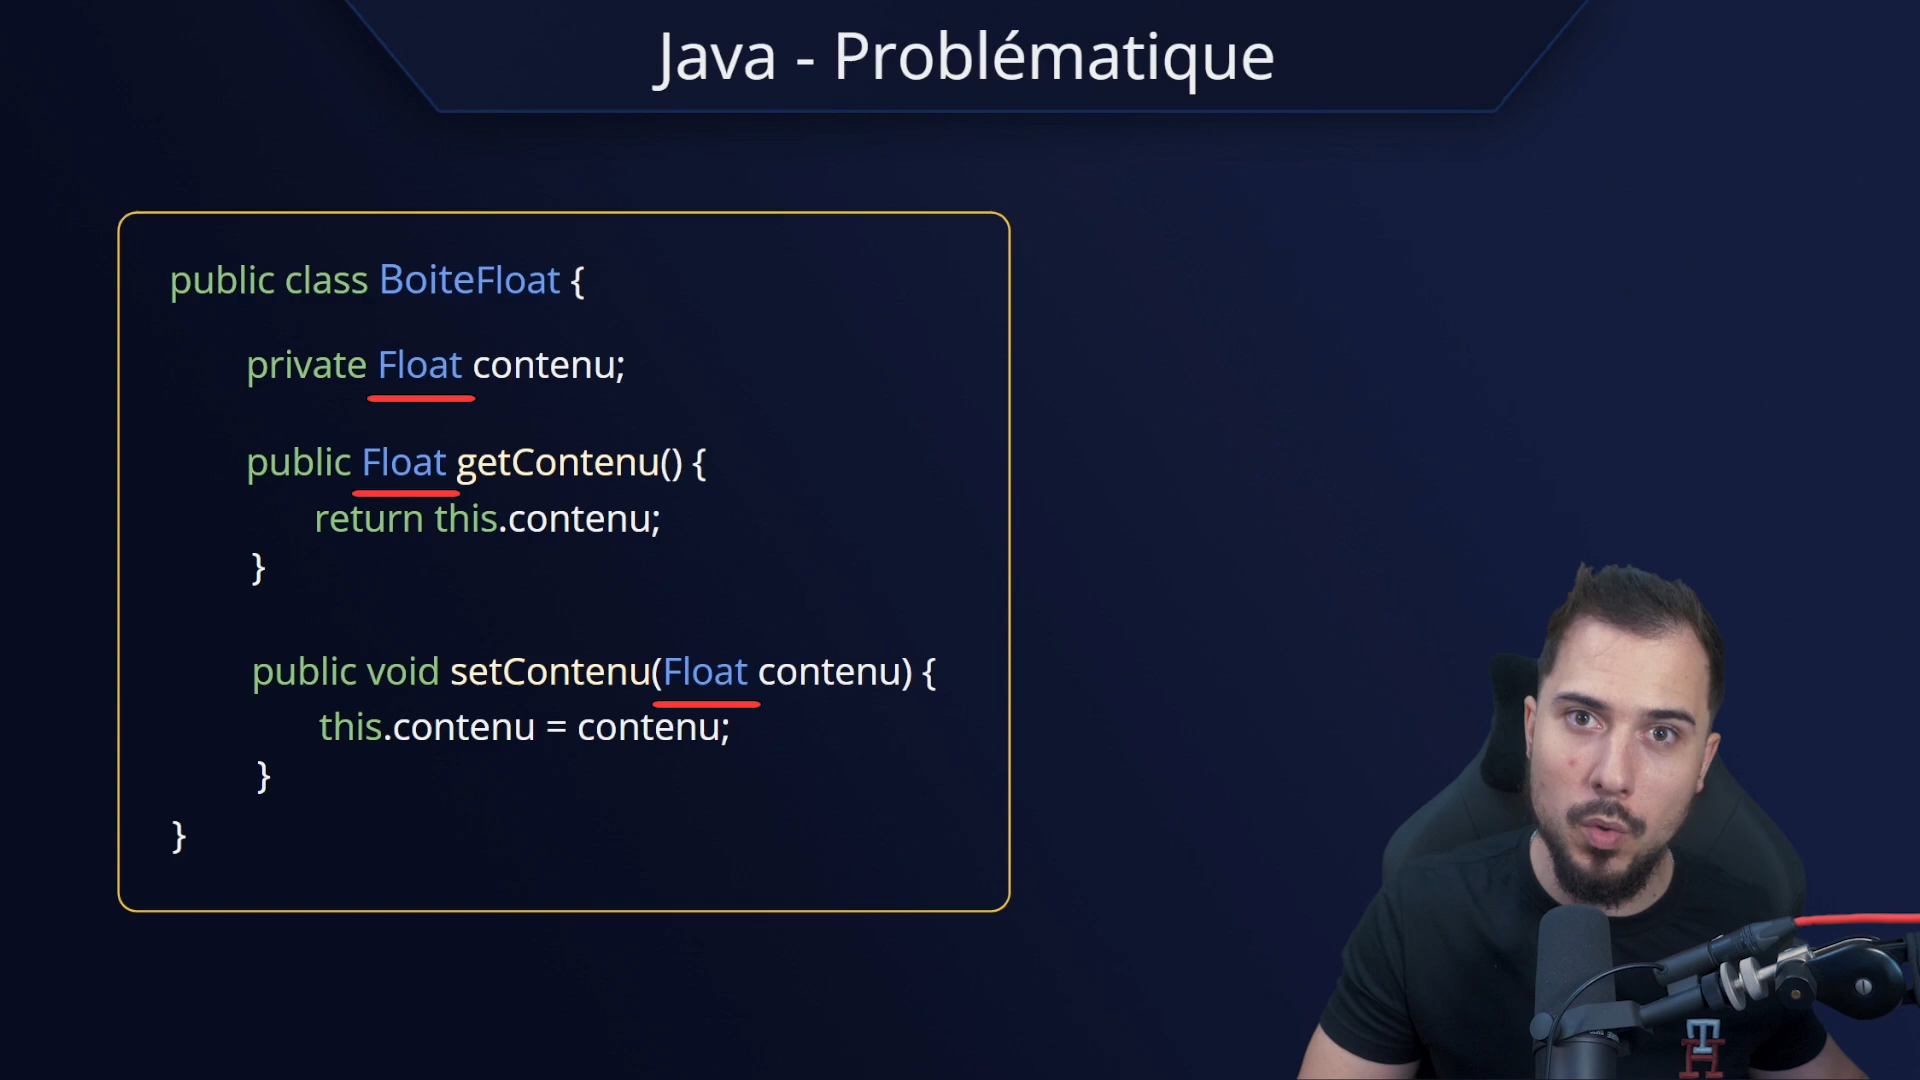 Java - Problématique
public class BoiteFloat {
private Float contenu;
public Float getContenu() {
return this.contenu;
}
public void setContenu(Float contenu) {
this.contenu = contenu;
}
}
TH